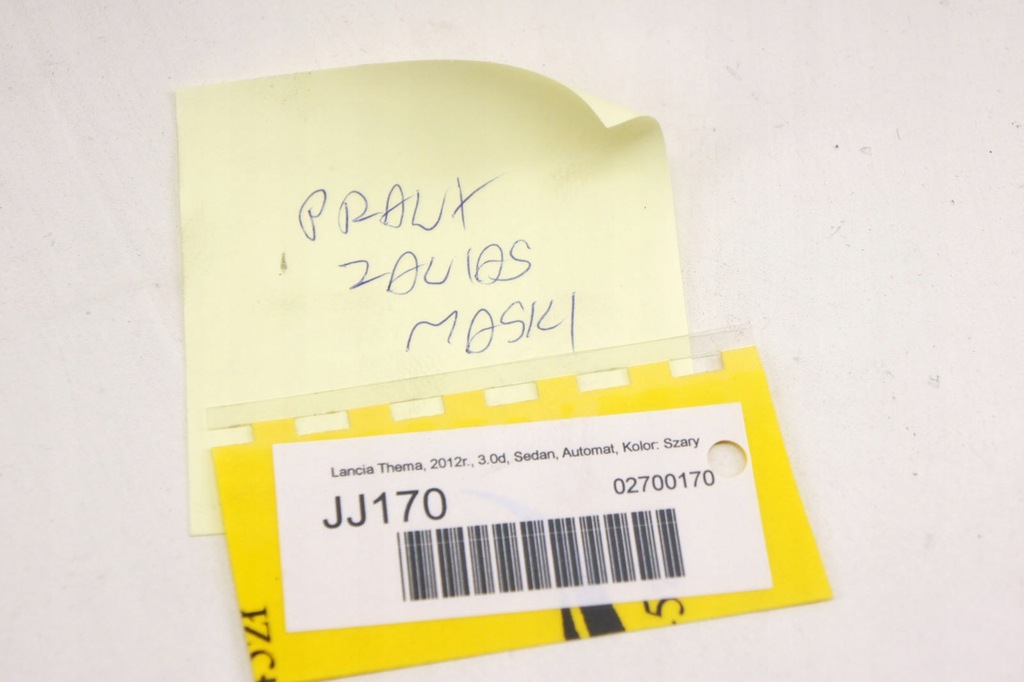 PRAWY
ZAWIAS
MASKI
Lancia Thema, 2012r., 3.0d, Sedan, Automat, Kolor: Szary
JJ170
02700170